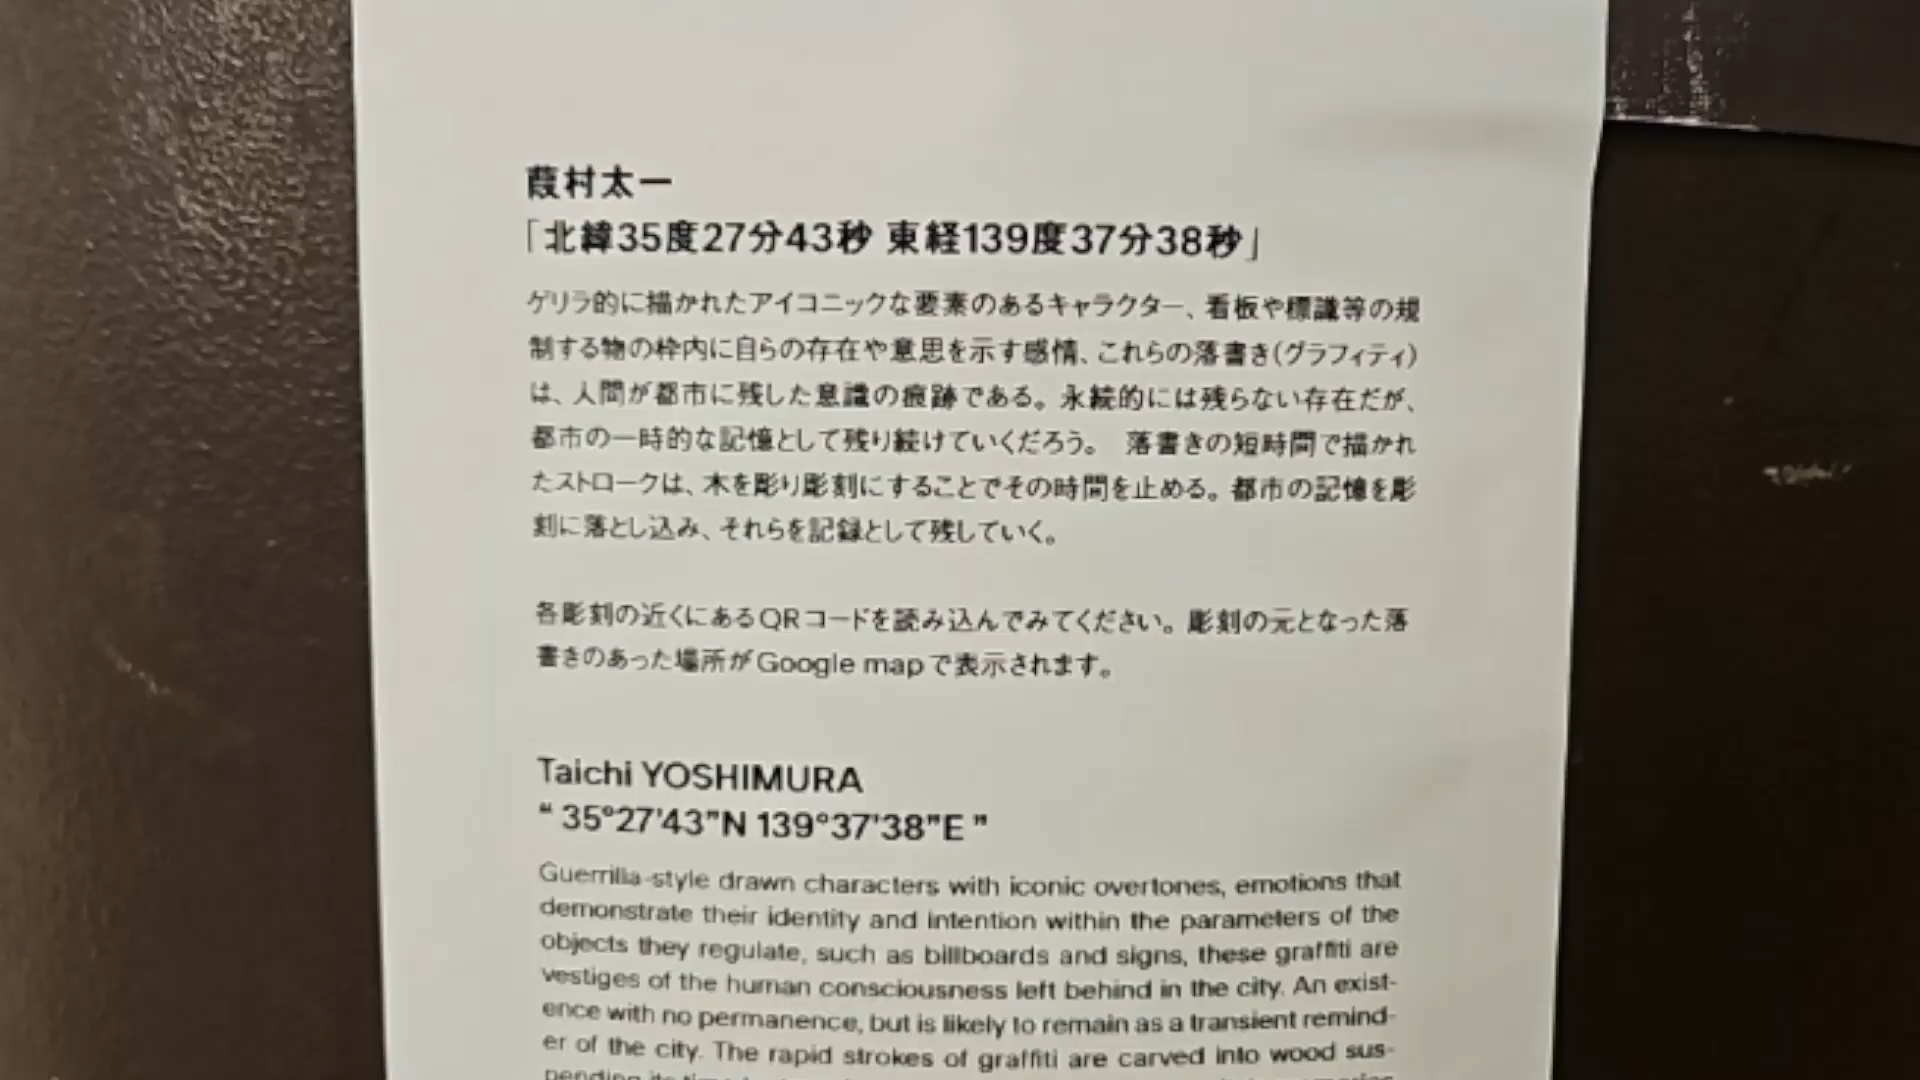 葭村太一
「北緯35度27分43秒 東経139度37分38秒」
ゲリラ的に描かれたアイコニックな要素のあるキャラクター、看板や標識等の規
制する物の枠内に自らの存在や意思を示す感情、これらの落書き(グラフィティ)
は、人間が都市に残した意識の痕跡である。永続的には残らない存在だが、
都市の一時的な記憶として残り続けていくだろう。 落書きの短時間で描かれ
たストロークは、木を彫り彫刻にすることでその時間を止める。都市の記憶を彫
刻に落とし込み、それらを記録として残していく。
各彫刻の近くにあるQRコードを読み込んでみてください。彫刻の元となった落
書きのあった場所がGoogle mapで表示されます。
Taichi YOSHIMURA
“ 35°27'43”N 139°37'38”E ”
Guerrilla-style drawn characters with iconic overtones, emotions that
demonstrate their identity and intention within the parameters of the
objects they regulate, such as billboards and signs, these graffiti are
vestiges of the human consciousness left behind in the city. An exist-
ence with no permanence, but is likely to remain as a transient remind-
er of the city. The rapid strokes of graffiti are carved into wood sus-